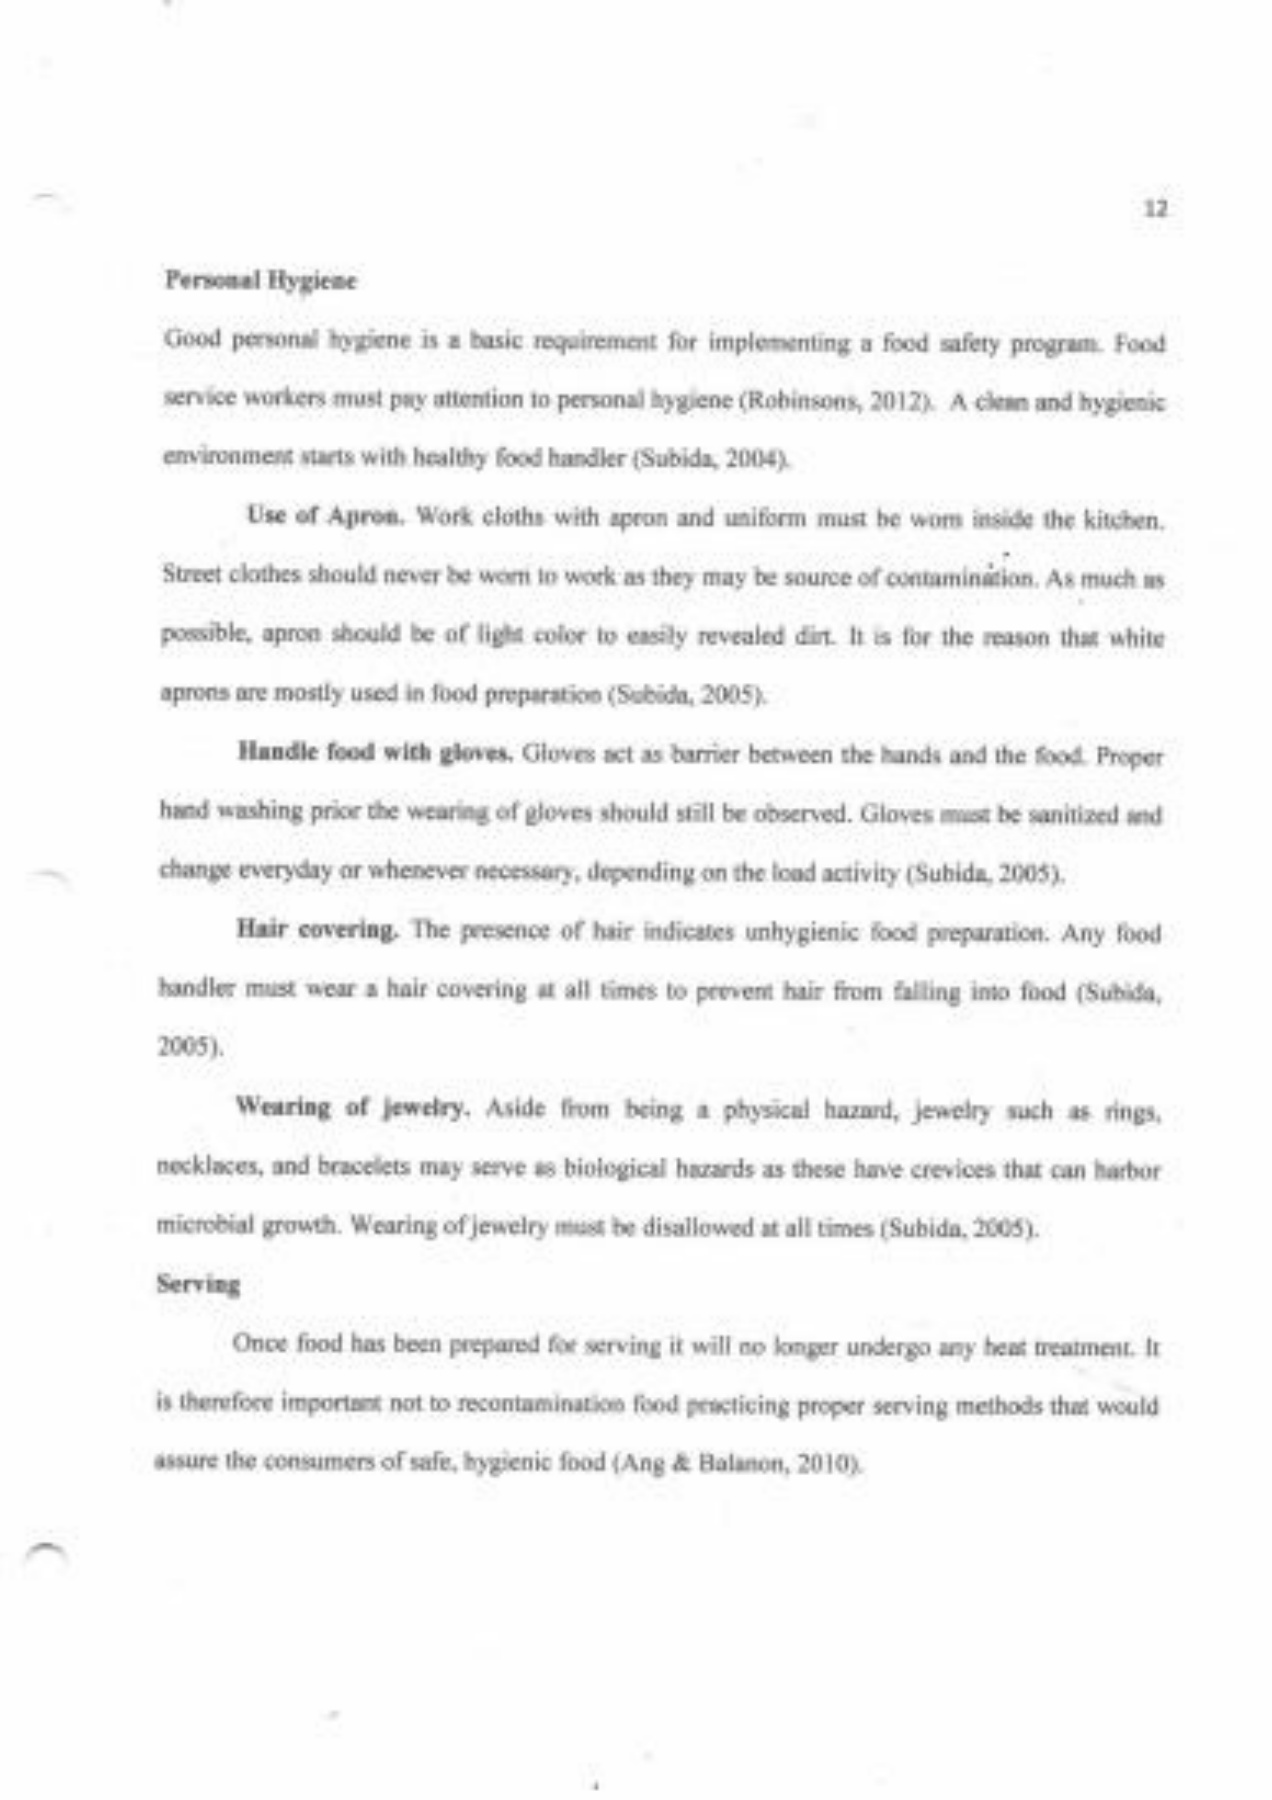 12
Personal Hygiene
Good personal hygiene is a basic requirement for implementing a food safety program. Food
service workers must pay attention to personal hygiene (Robinsons, 2012). A clean and hygienic
environment starts with healthy food handler (Subida, 2004).
Use of Apron. Work cloths with apron and uniform must be worn inside the kitchen.
Street clothes should never be worn to work as they may be source of contamination. As much as
possible, apron should be of light color to easily revealed dirt. It is for the reason that white
aprons are mostly used in food preparation (Subida, 2005).
Handle food with gloves. Gloves act as barrier between the hands and the food. Proper
hand washing prior the wearing of gloves should still be observed. Gloves must be sanitized and
change everyday or whenever necessary, depending on the load activity (Subida, 2005).
Hair covering. The presence of hair indicates unhygienic food preparation. Any food
handler must wear a hair covering at all times to prevent hair from falling into food (Subida,
2005).
Wearing of jewelry. Aside from being a physical hazard, jewelry such as rings,
necklaces, and bracelets may serve as biological hazards as these have crevices that can harbor
microbial growth. Wearing of jewelry must be disallowed at all times (Subida, 2005).
Serving
Once food has been prepared for serving it will no longer undergo any heat treatment. It
is therefore important not to recontamination food practicing proper serving methods that would
assure the consumers of safe, hygienic food (Ang & Balanon, 2010).